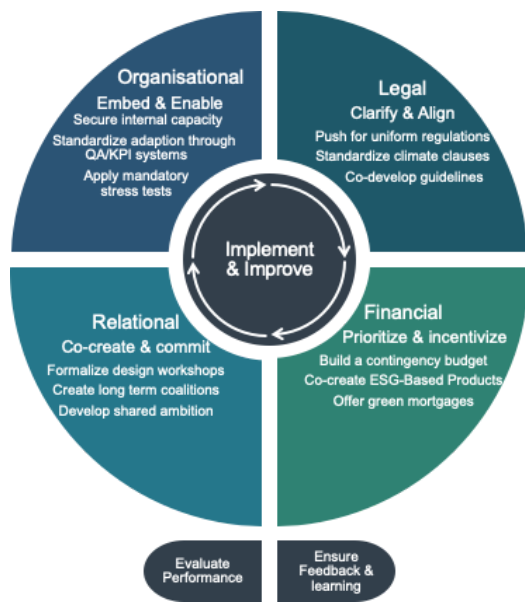 Organisational
Embed & Enable
Secure internal capacity
Standardize adaption through
QA/KPI systems
Apply mandatory
stress tests
Legal
Clarify & Align
Push for uniform regulations
Standardize climate clauses
Co-develop guidelines
Implement
& Improve
Relational
Co-create & commit
Formalize design workshops
Create long term coalitions
Develop shared ambition
Financial
Prioritize & incentivize
Build a contingency budget
Co-create ESG-Based Products
Offer green mortgages
Evaluate
Performance
Ensure
Feedback &
learning